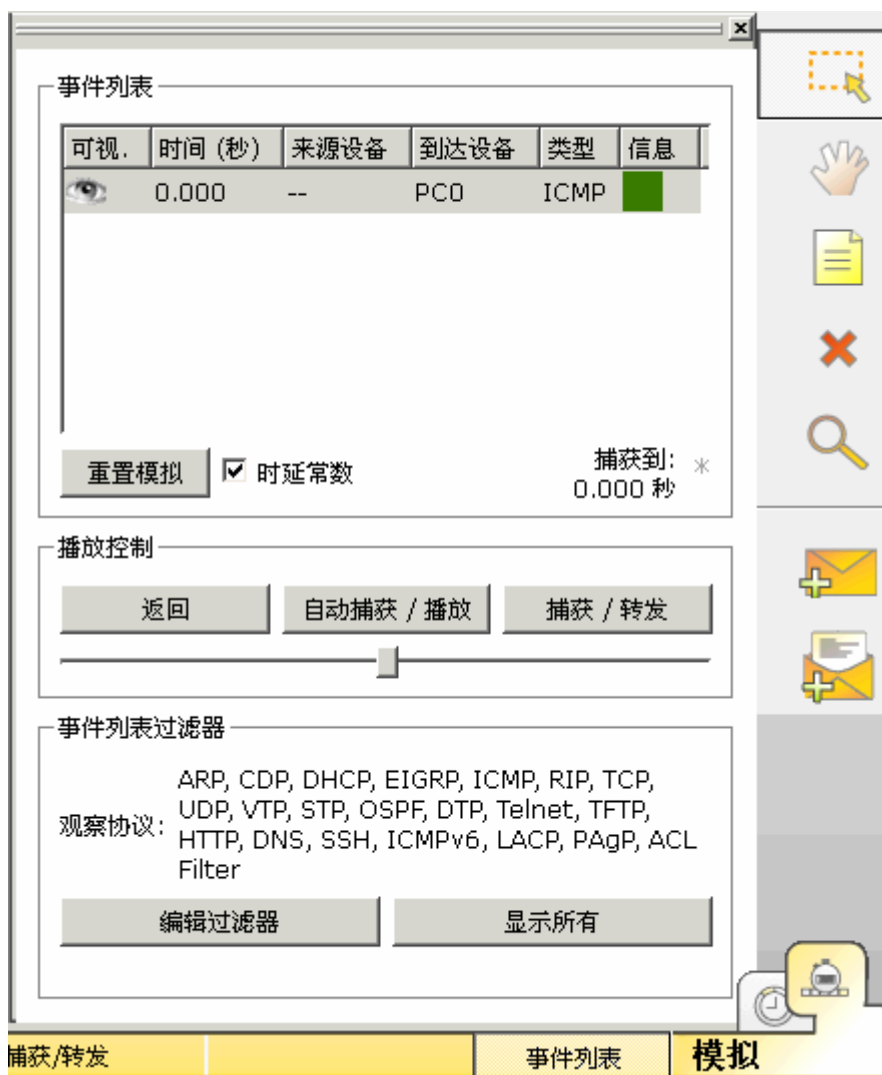 事件列表
可视. 时间 (秒) 来源设备 到达设备 类型 信息
0.000 -- PC0 ICMP
重置模拟 时延常数 捕获到: *
0.000 秒
播放控制
返回 自动捕获 / 播放 捕获 / 转发
事件列表过滤器
观察协议:
ARP, CDP, DHCP, EIGRP, ICMP, RIP, TCP,
UDP, VTP, STP, OSPF, DTP, Telnet, TFTP,
HTTP, DNS, SSH, ICMPv6, LACP, PAgP, ACL
Filter
编辑过滤器 显示所有
捕获/转发 事件列表 模拟